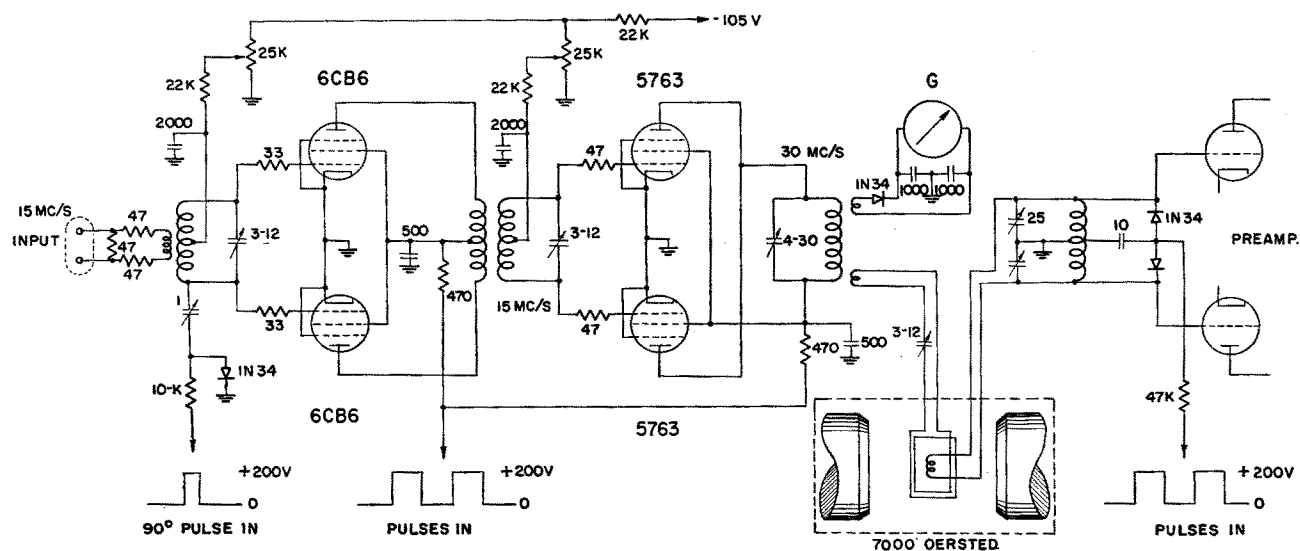 -105 V
22K
25K
25K
6CB6
5763
G
22K
22K
2000
2000
33
47
30 MC/S
1N34
1000
1000
15 MC/S
INPUT
47
47
47
3-12
500
3-12
4-30
25
10
1N34
PREAMP.
1
33
470
15 MC/S
47
470
500
3-12
1N34
10-K
47K
6CB6
5763
+200V
0
90° PULSE IN
+200V
0
PULSES IN
7000 OERSTED.
+200V
0
PULSES IN